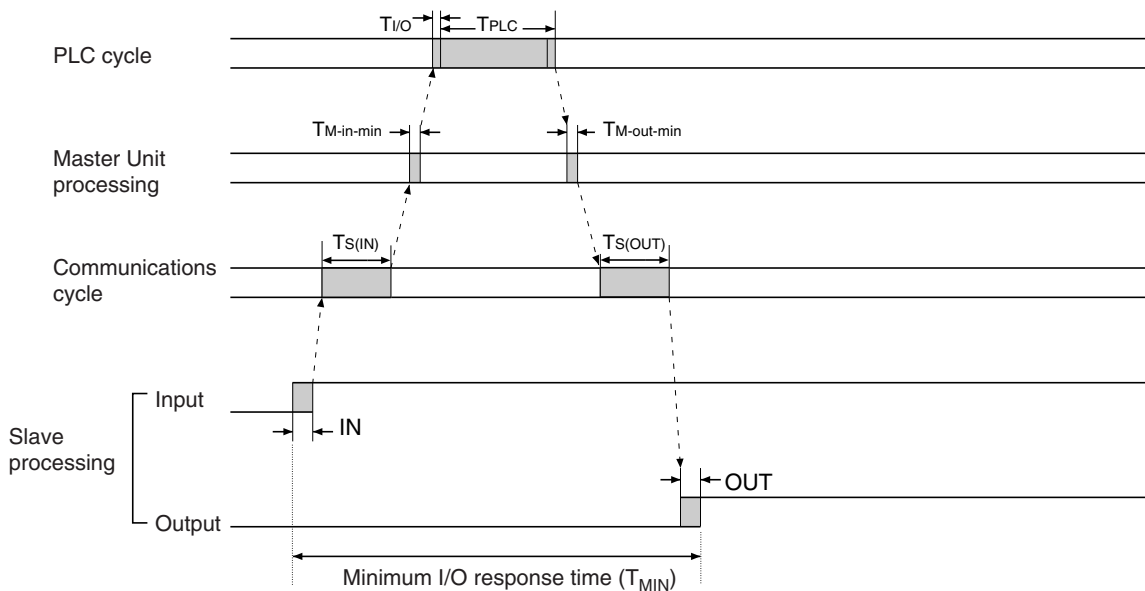 TI/O TPLC
PLC cycle
TM-in-min TM-out-min
Master Unit
processing
TS(IN) TS(OUT)
Communications
cycle
Input
IN
Slave
processing
OUT
Output
Minimum I/O response time (TMIN)